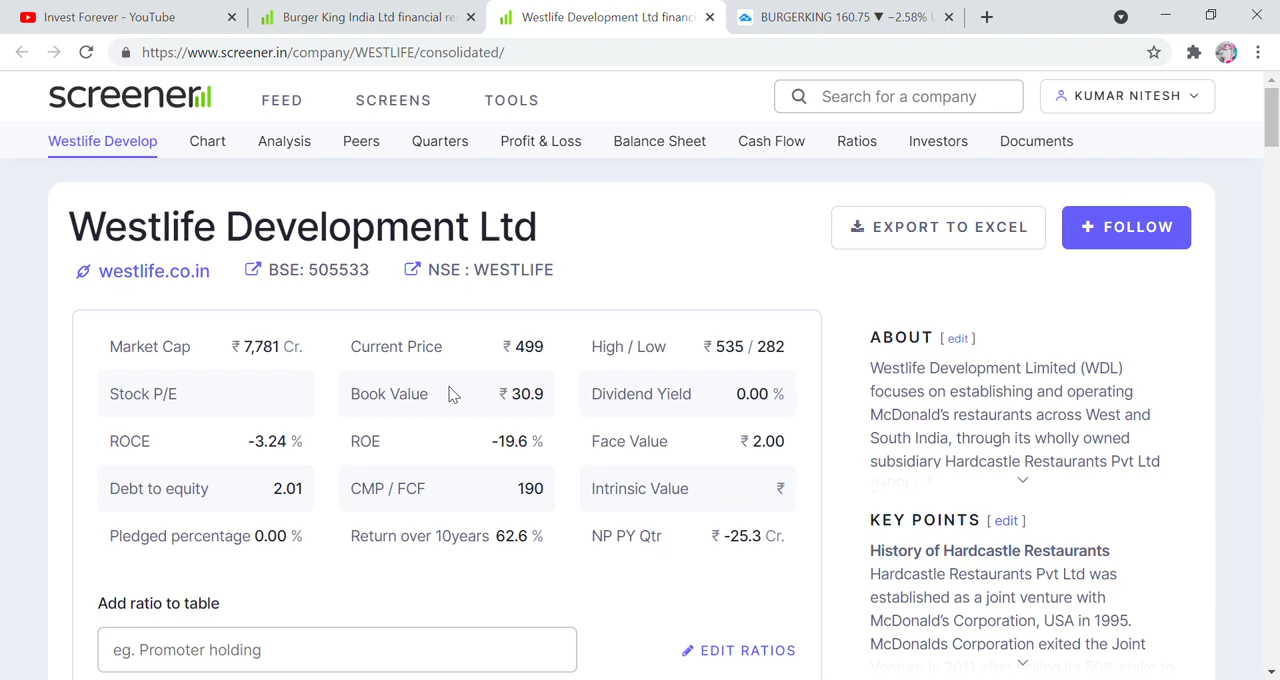 Invest Forever - YouTube
Burger King India Ltd financial re
Westlife Development Ltd financ
BURGERKING 160.75 ▼ −2.58%
https://www.screener.in/company/WESTLIFE/consolidated/
screener
FEED
SCREENS
TOOLS
Search for a company
KUMAR NITESH
Westlife Develop
Chart
Analysis
Peers
Quarters
Profit & Loss
Balance Sheet
Cash Flow
Ratios
Investors
Documents
Westlife Development Ltd
EXPORT TO EXCEL
+ FOLLOW
westlife.co.in
BSE: 505533
NSE : WESTLIFE
Market Cap ₹ 7,781 Cr.
Current Price ₹ 499
High / Low ₹ 535 / 282
Stock P/E
Book Value ₹ 30.9
Dividend Yield 0.00 %
ROCE -3.24 %
ROE -19.6 %
Face Value ₹ 2.00
Debt to equity 2.01
CMP / FCF 190
Intrinsic Value ₹
Pledged percentage 0.00 %
Return over 10years 62.6 %
NP PY Qtr ₹ -25.3 Cr.
Add ratio to table
eg. Promoter holding
EDIT RATIOS
ABOUT [ edit ]
Westlife Development Limited (WDL)
focuses on establishing and operating
McDonald's restaurants across West and
South India, through its wholly owned
subsidiary Hardcastle Restaurants Pvt Ltd
KEY POINTS [ edit ]
History of Hardcastle Restaurants
Hardcastle Restaurants Pvt Ltd was
established as a joint venture with
McDonald's Corporation, USA in 1995.
McDonalds Corporation exited the Joint
Venture in 2011 after selling its 50% stake to